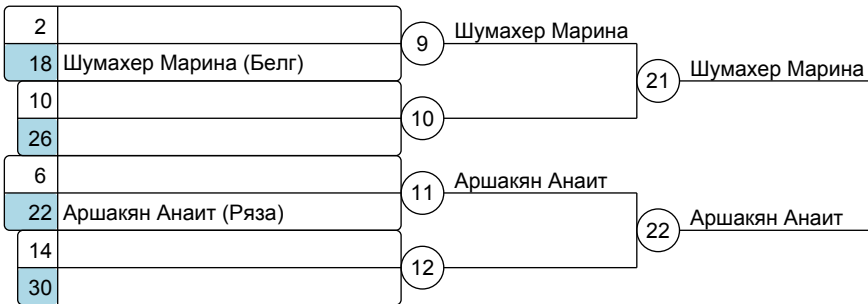 2
18 Шумахер Марина (Белг)
9 Шумахер Марина
21 Шумахер Марина
10
26
10
6
22 Аршакян Анаит (Ряза)
11 Аршакян Анаит
22 Аршакян Анаит
14
30
12